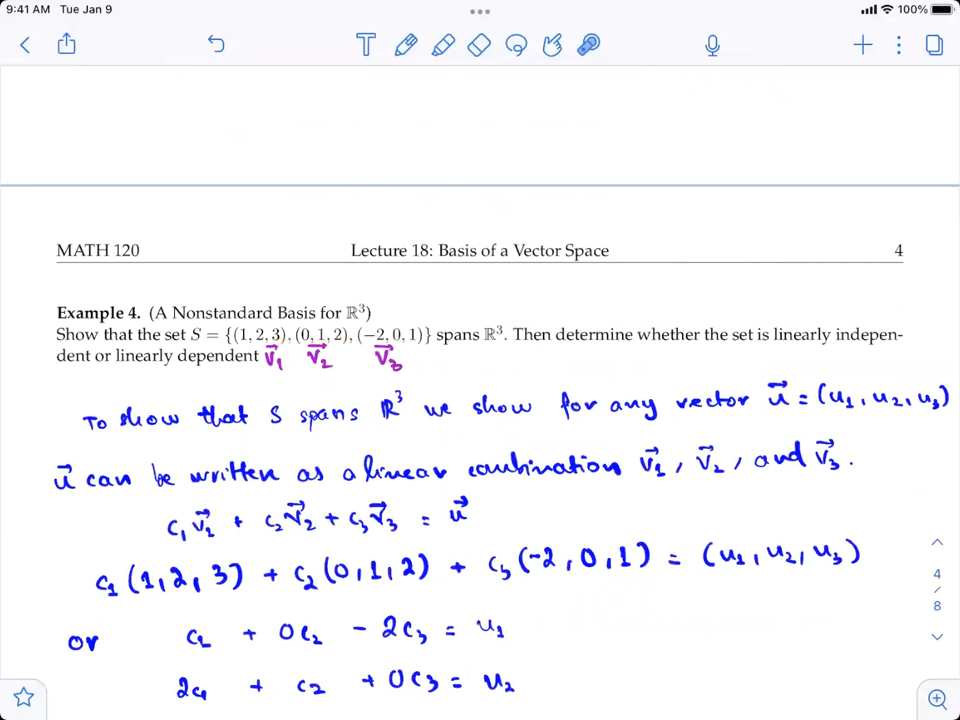 9:41 AM Tue Jan 9
100%
MATH 120 Lecture 18: Basis of a Vector Space 4
Example 4. (A Nonstandard Basis for ℝ³)
Show that the set S = {(1, 2, 3), (0, 1, 2), (−2, 0, 1)} spans ℝ³. Then determine whether the set is linearly indepen-
dent or linearly dependent v⃗₁ v⃗₂ v⃗₃
To show that S spans ℝ³ we show for any vector u⃗ = (u₁, u₂, u₃)
u⃗ can be written as a linear combination v⃗₁, v⃗₂, and v⃗₃.
c₁v⃗₁ + c₂v⃗₂ + c₃v⃗₃ = u⃗
c₁(1, 2, 3) + c₂(0, 1, 2) + c₃(−2, 0, 1) = (u₁, u₂, u₃)
or c₁ + 0c₂ − 2c₃ = u₁
2c₁ + c₂ + 0c₃ = u₂
4
/
8